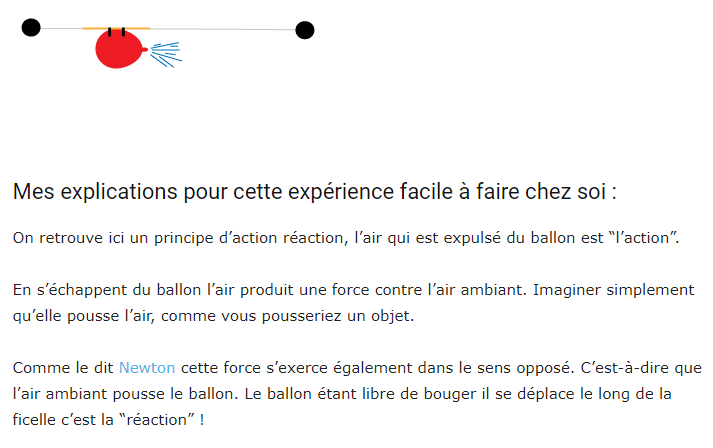 Mes explications pour cette expérience facile à faire chez soi :
On retrouve ici un principe d’action réaction, l’air qui est expulsé du ballon est “l’action”.
En s’échappent du ballon l’air produit une force contre l’air ambiant. Imaginer simplement
qu’elle pousse l’air, comme vous pousseriez un objet.
Comme le dit Newton cette force s’exerce également dans le sens opposé. C’est-à-dire que
l’air ambiant pousse le ballon. Le ballon étant libre de bouger il se déplace le long de la
ficelle c’est la “réaction” !